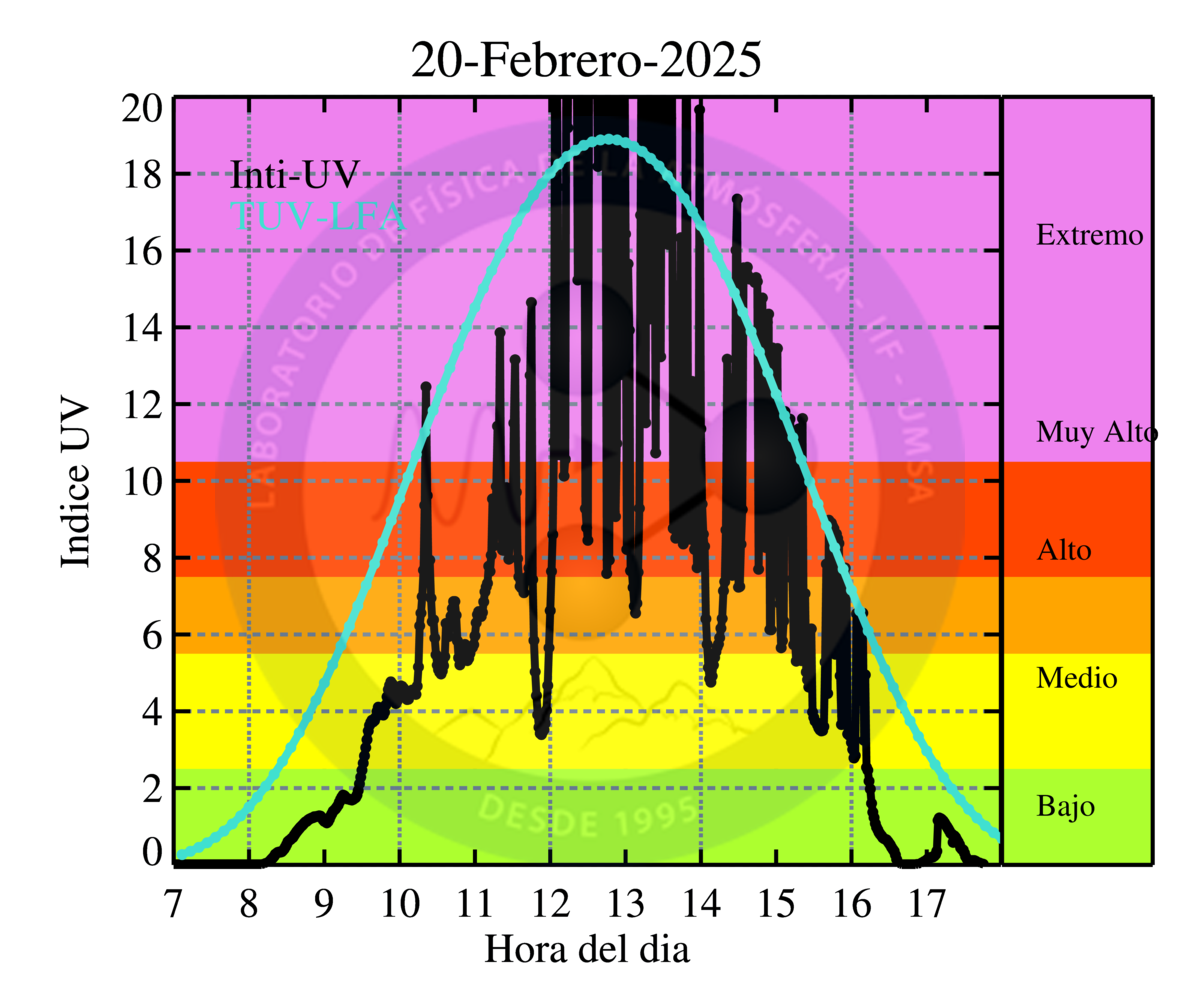 20-Febrero-2025
Indice UV
20
18
16
14
12
10
8
6
4
2
0
Inti-UV
TUV-LFA
LABORATORIO DE FÍSICA DE LA ATMÓSFERA - IIF - UMSA
DESDE 1995
Extremo
Muy Alto
Alto
Medio
Bajo
7 8 9 10 11 12 13 14 15 16 17
Hora del dia